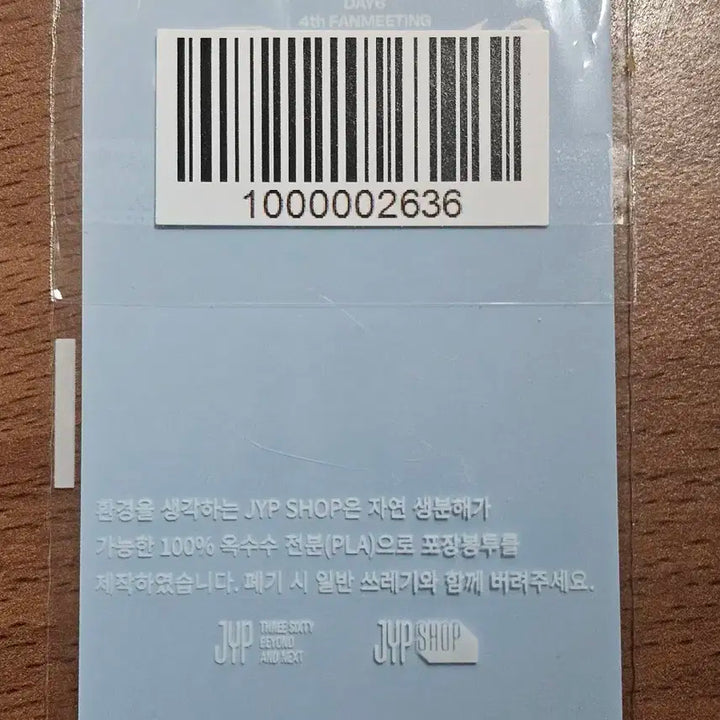 DAY6
4th FANMEETING
1000002636
환경을 생각하는 JYP SHOP은 자연 생분해가
가능한 100% 옥수수 전분(PLA)으로 포장봉투를
제작하였습니다. 폐기 시 일반 쓰레기와 함께 버려주세요.
JYP THREE SIXTY
BEYOND
AND NEXT
JYP SHOP